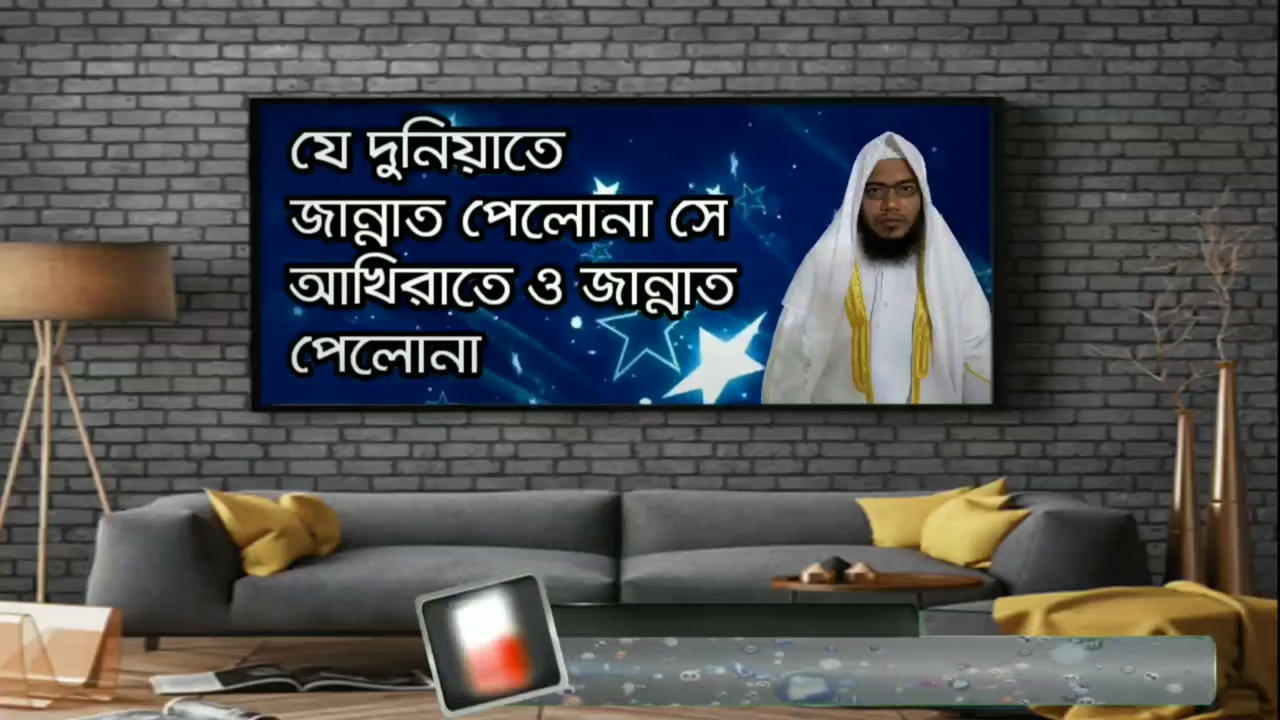 যে দুনিয়াতে
জান্নাত পেলোনা সে
আখিরাতে ও জান্নাত
পেলোনা